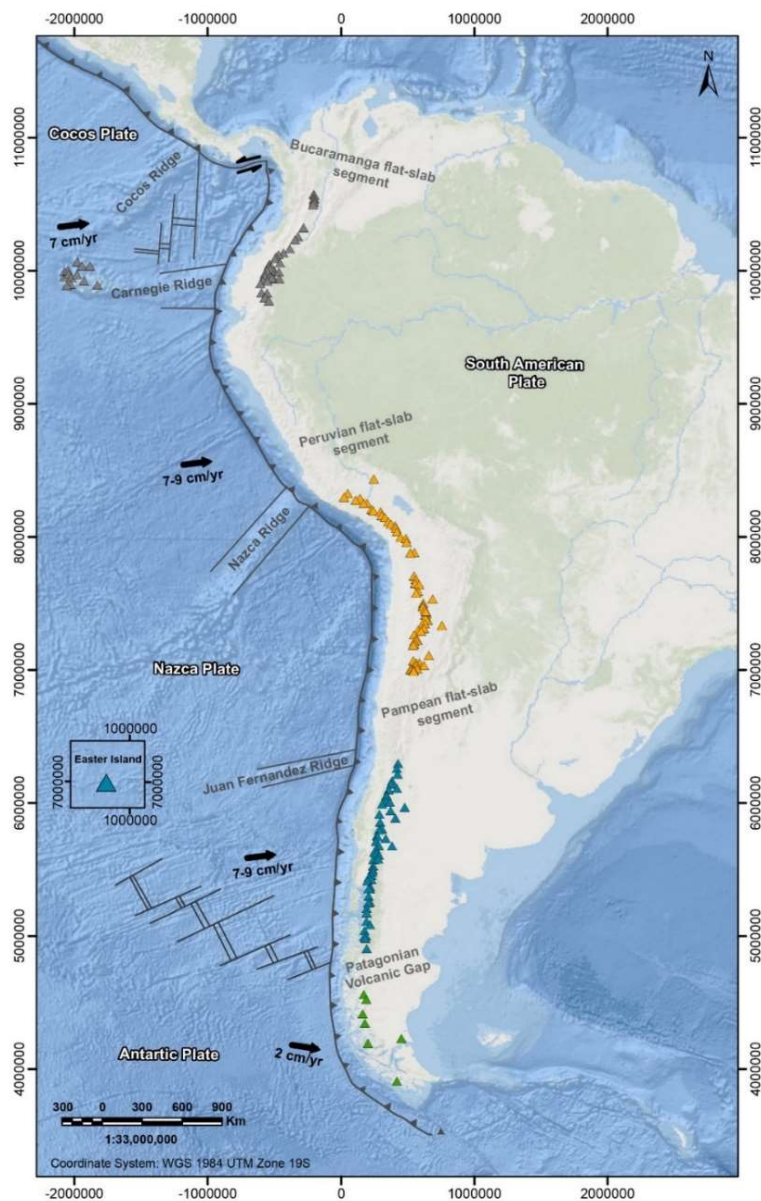 -2000000
-1000000
0
1000000
2000000
N
11000000
11000000
Cocos Plate
Cocos Ridge
Bucaramanga flat-slab
segment
7 cm/yr
10000000
10000000
Carnegie Ridge
9000000
9000000
South American
Plate
Peruvian flat-slab
segment
7-9 cm/yr
8000000
8000000
Nazca Ridge
Nazca Plate
7000000
7000000
Pampean flat-slab
segment
1000000
Easter Island
7000000
7000000
1000000
Juan Fernandez Ridge
6000000
6000000
7-9 cm/yr
5000000
5000000
Patagonian
Volcanic Gap
Antartic Plate
2 cm/yr
4000000
4000000
300
0
300
600
900
Km
1:33,000,000
Coordinate System: WGS 1984 UTM Zone 19S
-2000000
-1000000
0
1000000
2000000